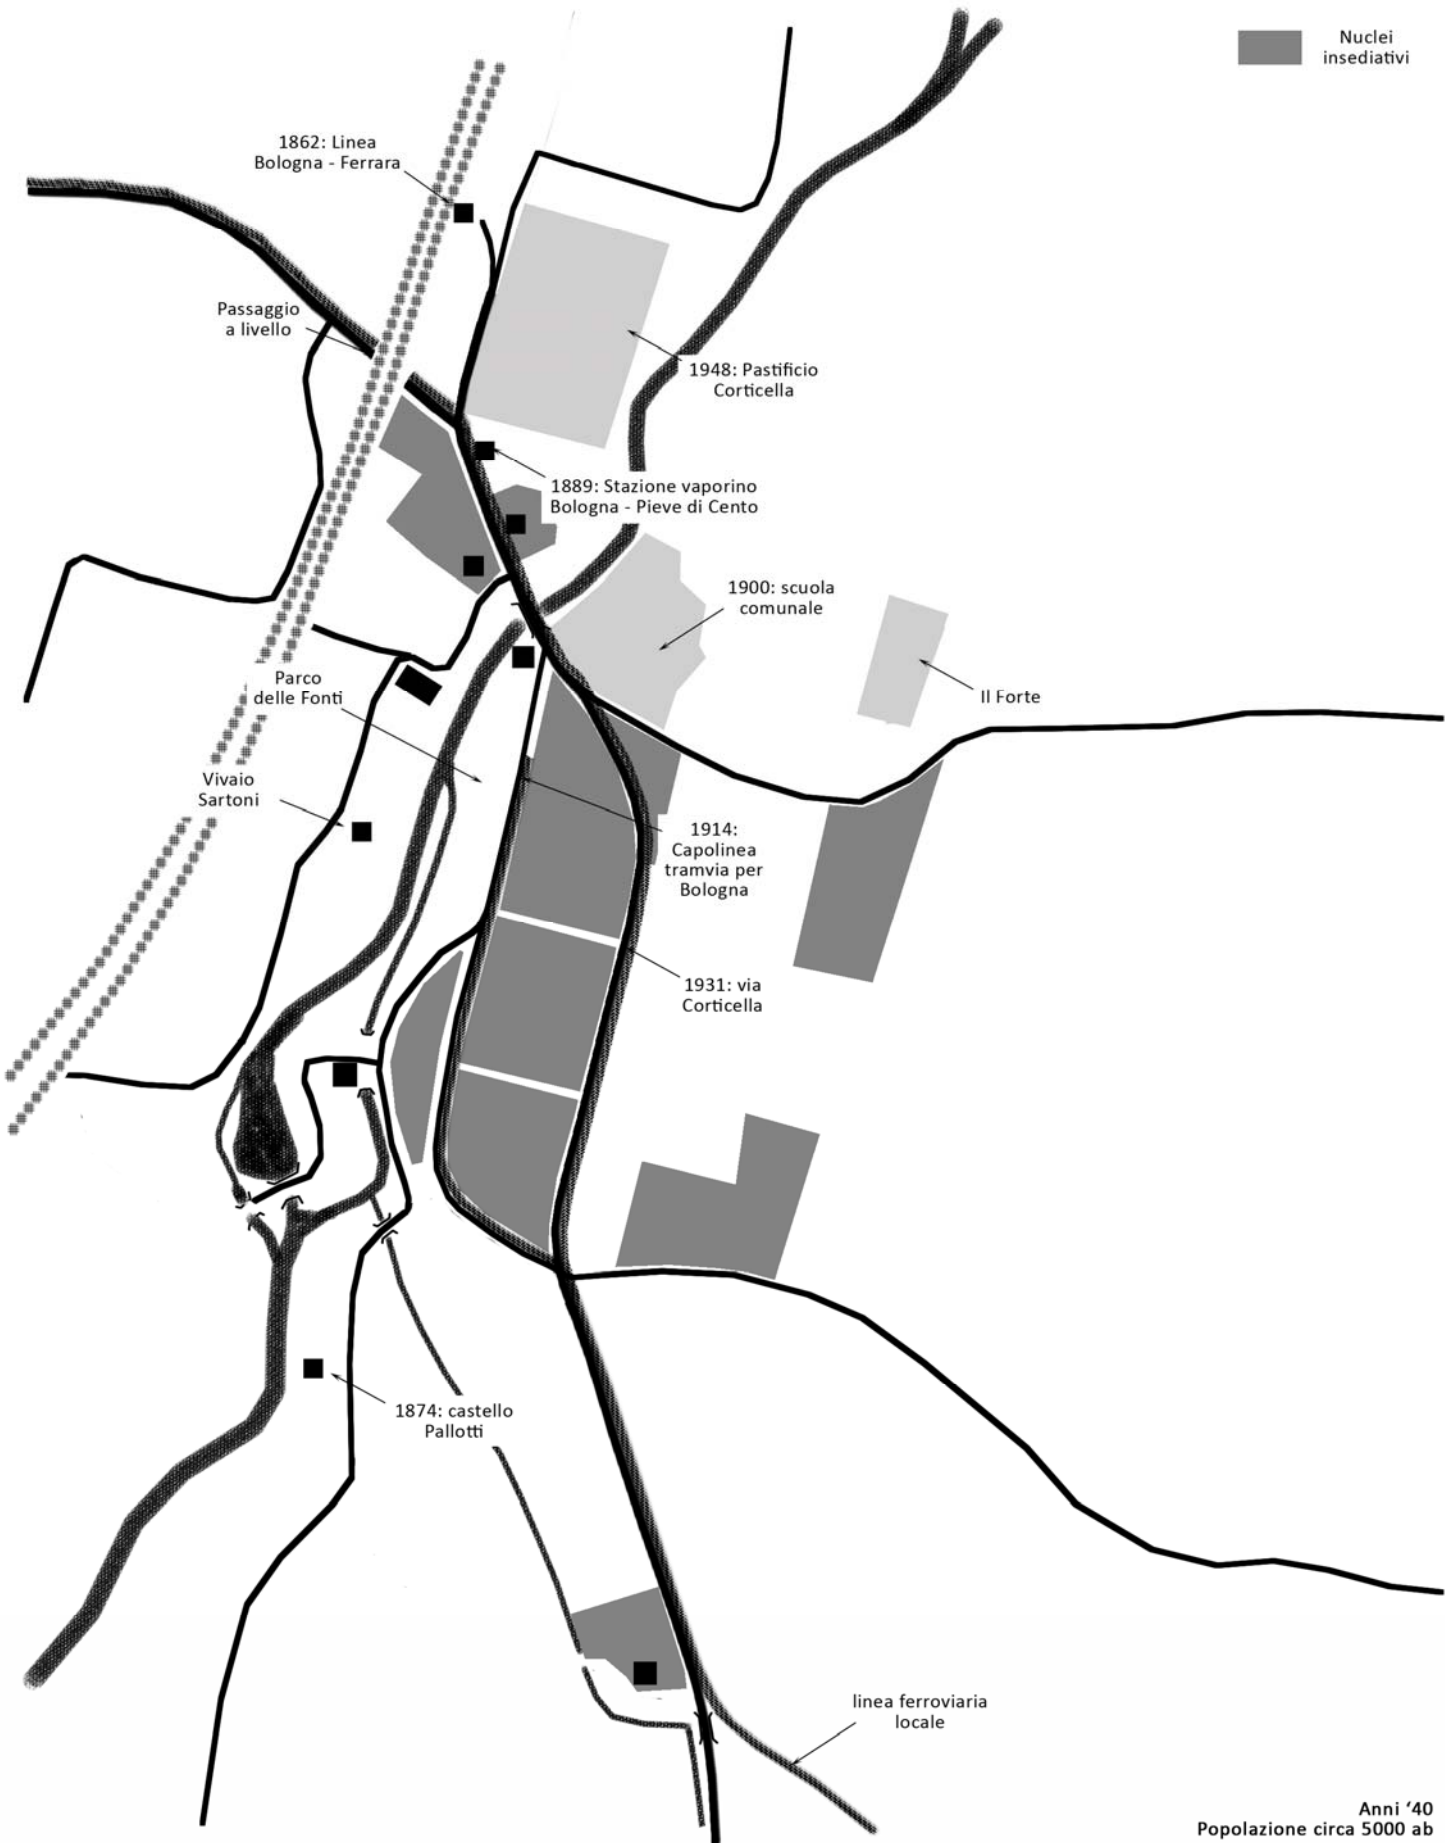 Nuclei
insediativi
1862: Linea
Bologna - Ferrara
Passaggio
a livello
1948: Pastificio
Corticella
1889: Stazione vaporino
Bologna - Pieve di Cento
1900: scuola
comunale
Parco
delle Fonti
Il Forte
Vivaio
Sartoni
1914:
Capolinea
tramvia per
Bologna
1931: via
Corticella
1874: castello
Pallotti
linea ferroviaria
locale
Anni ‘40
Popolazione circa 5000 ab